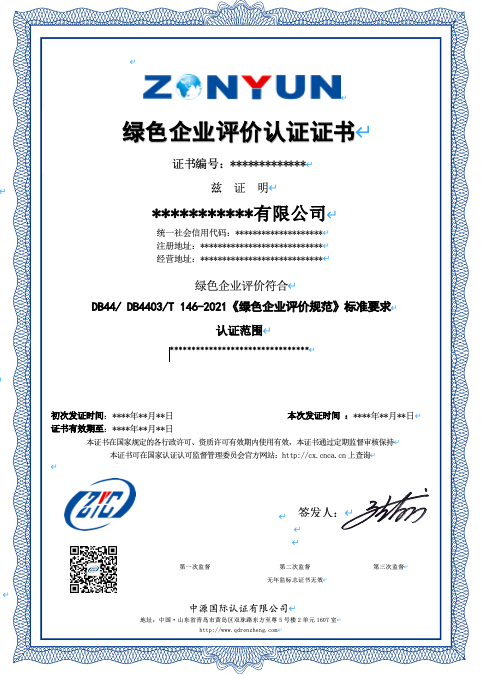 ZONYUN
绿色企业评价认证证书
证书编号：*************
兹 证 明
***********有限公司
统一社会信用代码：********************
注册地址：****************************
经营地址：****************************
绿色企业评价符合
DB44/ DB4403/T 146-2021《绿色企业评价规范》标准要求
认证范围
********************************
初次发证时间：****年**月**日 本次发证时间 ：****年**月**日
证书有效期至：****年**月**日
本证书在国家规定的各行政许可、资质许可有效期内使用有效，本证书通过定期监督审核保持
本证书可在国家认证认可监督管理委员会官方网站：http://cx.cnca.cn 上查询
ZYC
签发人：
第一次监督 第二次监督 第三次监督
无年监标志证书无效
中源国际认证有限公司
地址：中国·山东省青岛市黄岛区双珠路东方至尊 5 号楼 2 单元 1607 室
http://www.qdrenzheng.com